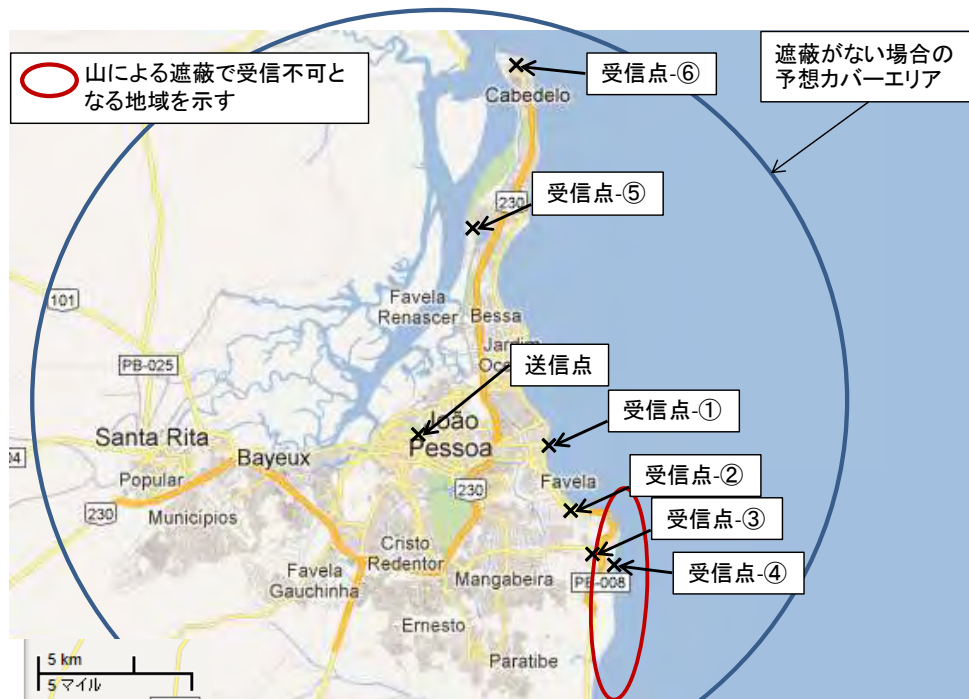 山による遮蔽で受信不可と
なる地域を示す
受信点-⑥
遮蔽がない場合の
予想カバーエリア
Cabedelo
受信点-⑤
230
101
Favela
Renascer
Bessa
Jardim
PB-025
送信点
João
Pessoa
受信点-①
Santa Rita
04
Bayeux
Popular
230
Favela
受信点-②
230
Municipios
受信点-③
Cristo
Redentor
Mangabeira
受信点-④
Favela
Gauchinha
PB-008
Ernesto
Paratibe
5 km
5 マイル